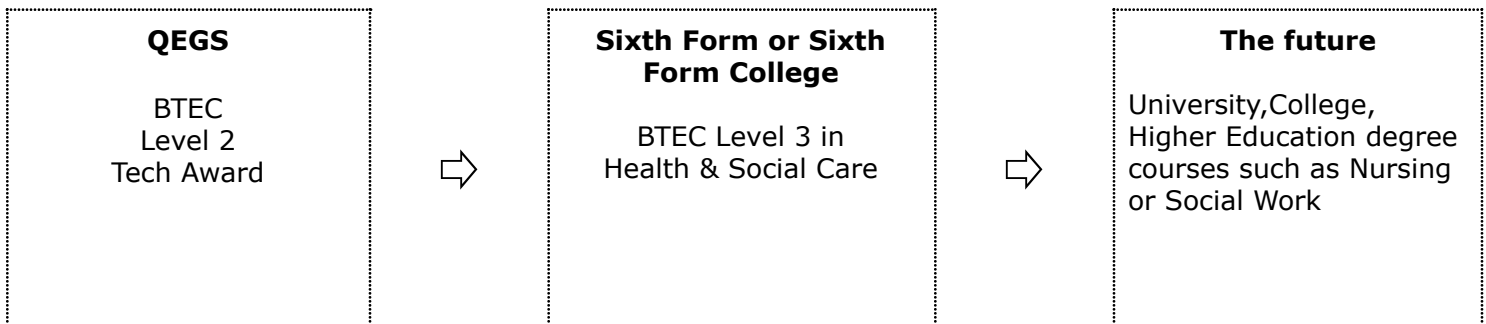 QEGS
BTEC
Level 2
Tech Award
Sixth Form or Sixth
Form College
BTEC Level 3 in
Health & Social Care
The future
University,College,
Higher Education degree
courses such as Nursing
or Social Work